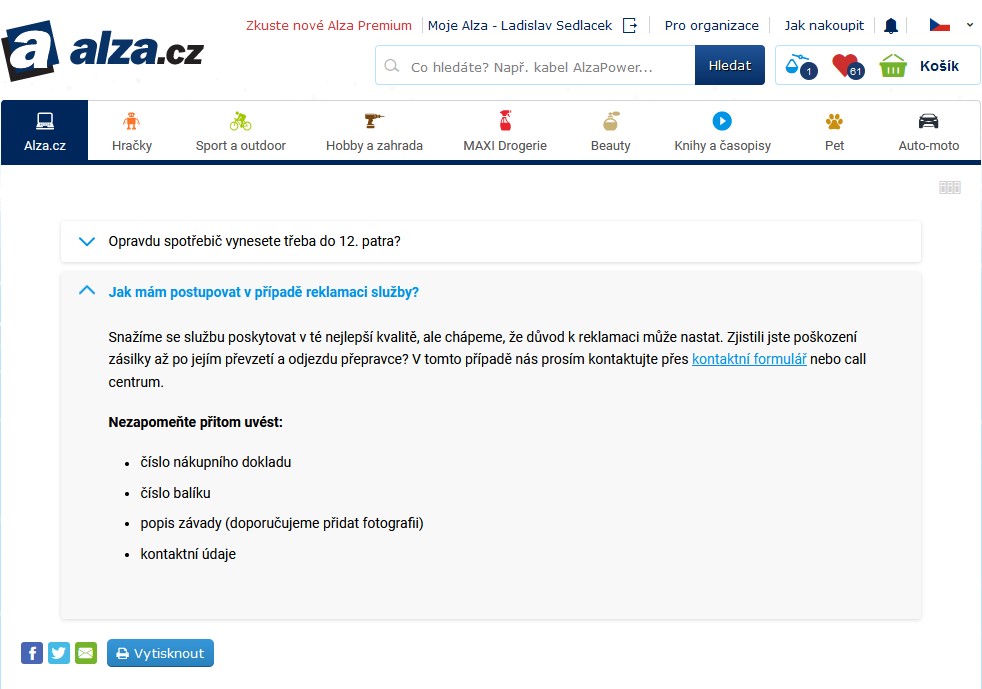 Zkuste nové Alza Premium Moje Alza - Ladislav Sedlacek Pro organizace Jak nakoupit
a alza.cz
Co hledáte? Např. kabel AlzaPower... Hledat 1 61 Košík
Alza.cz Hračky Sport a outdoor Hobby a zahrada MAXI Drogerie Beauty Knihy a časopisy Pet Auto-moto
Opravdu spotřebič vynesete třeba do 12. patra?
Jak mám postupovat v případě reklamaci služby?
Snažíme se službu poskytovat v té nejlepší kvalitě, ale chápeme, že důvod k reklamaci může nastat. Zjistili jste poškození
zásilky až po jejím převzetí a odjezdu přepravce? V tomto případě nás prosím kontaktujte přes kontaktní formulář nebo call
centrum.
Nezapomeňte přitom uvést:
číslo nákupního dokladu
číslo balíku
popis závady (doporučujeme přidat fotografii)
kontaktní údaje
f Vytisknout